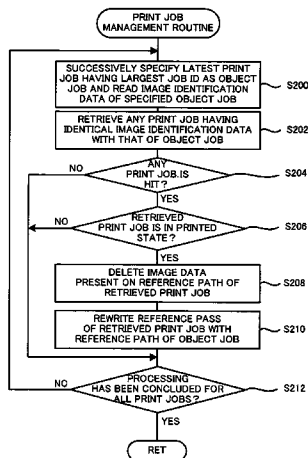 PRINT JOB
MANAGEMENT ROUTINE
SUCCESSIVELY SPECIFY LATEST PRINT
JOB HAVING LARGEST JOB ID AS OBJECT
JOB AND READ IMAGE IDENTIFICATION
DATA OF SPECIFIED OBJECT JOB
S200
RETRIEVE ANY PRINT JOB HAVING
IDENTICAL IMAGE IDENTIFICATION DATA
WITH THAT OF OBJECT JOB
S202
ANY
PRINT JOB IS
HIT?
S204
NO
YES
RETRIEVED
PRINT JOB IS IN PRINTED
STATE?
S206
NO
YES
DELETE IMAGE DATA
PRESENT ON REFERENCE PATH OF
RETRIEVED PRINT JOB
S208
REWRITE REFERENCE PASS
OF RETRIEVED PRINT JOB WITH
REFERENCE PATH OF OBJECT JOB
S210
PROCESSING
HAS BEEN CONCLUDED FOR
ALL PRINT JOBS?
S212
NO
YES
RET